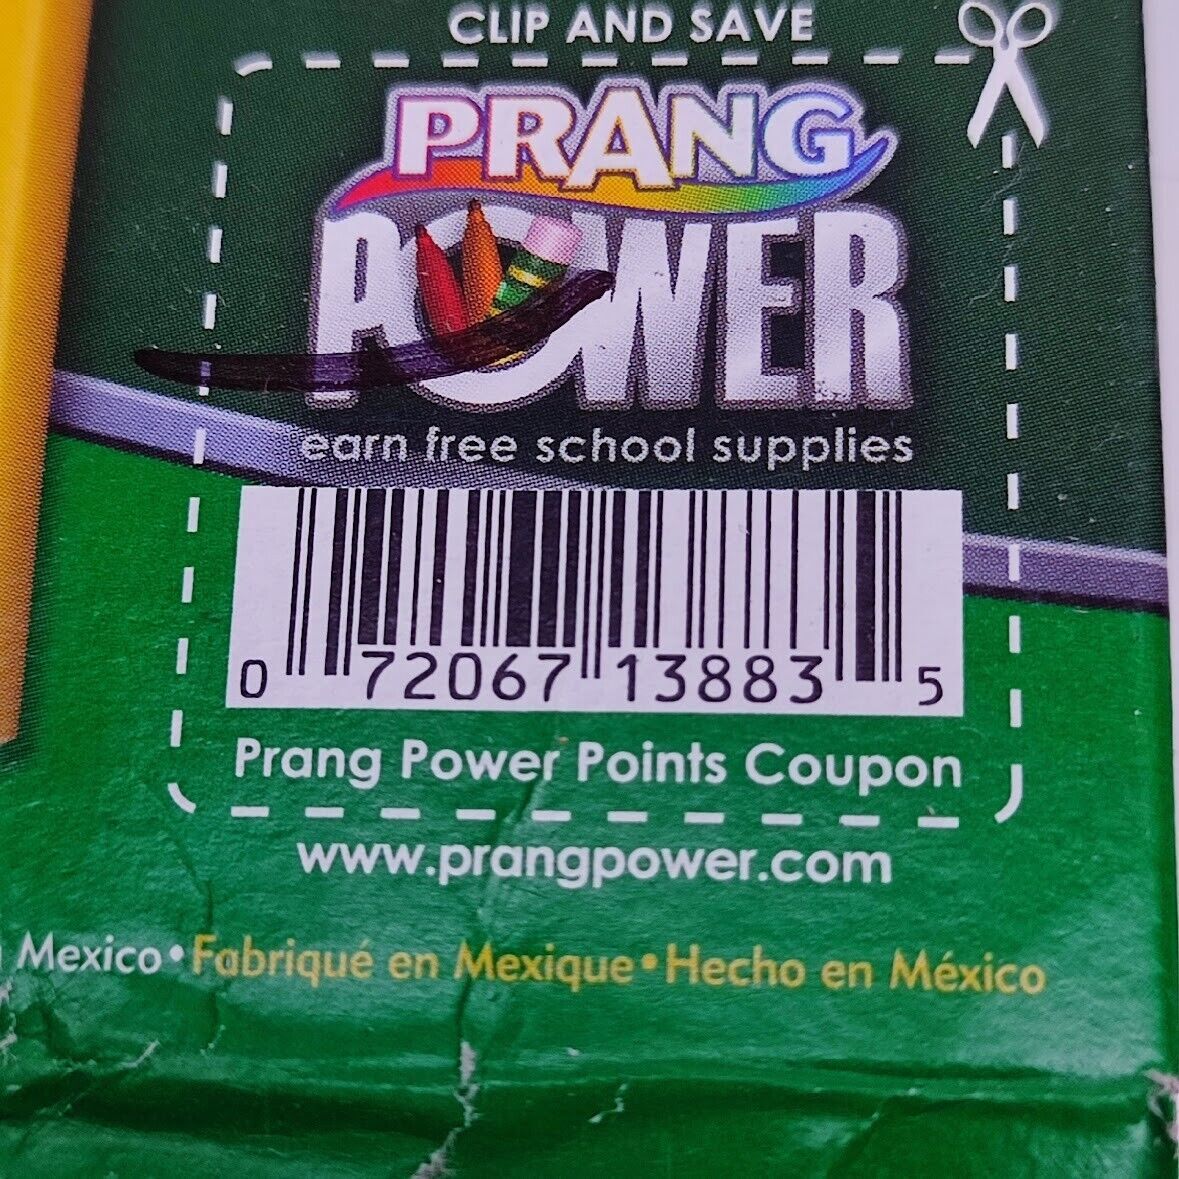 CLIP AND SAVE
PRANG
POWER
earn free school supplies
0 72067 13883 5
Prang Power Points Coupon
www.prangpower.com
Mexico • Fabriqué en Mexique • Hecho en México